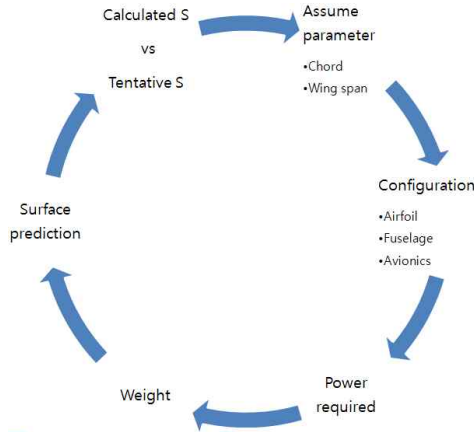 Calculated S
vs
Tentative S
Assume
parameter
•Chord
•Wing span
Configuration
•Airfoil
•Fuselage
•Avionics
Power
required
Weight
Surface
prediction